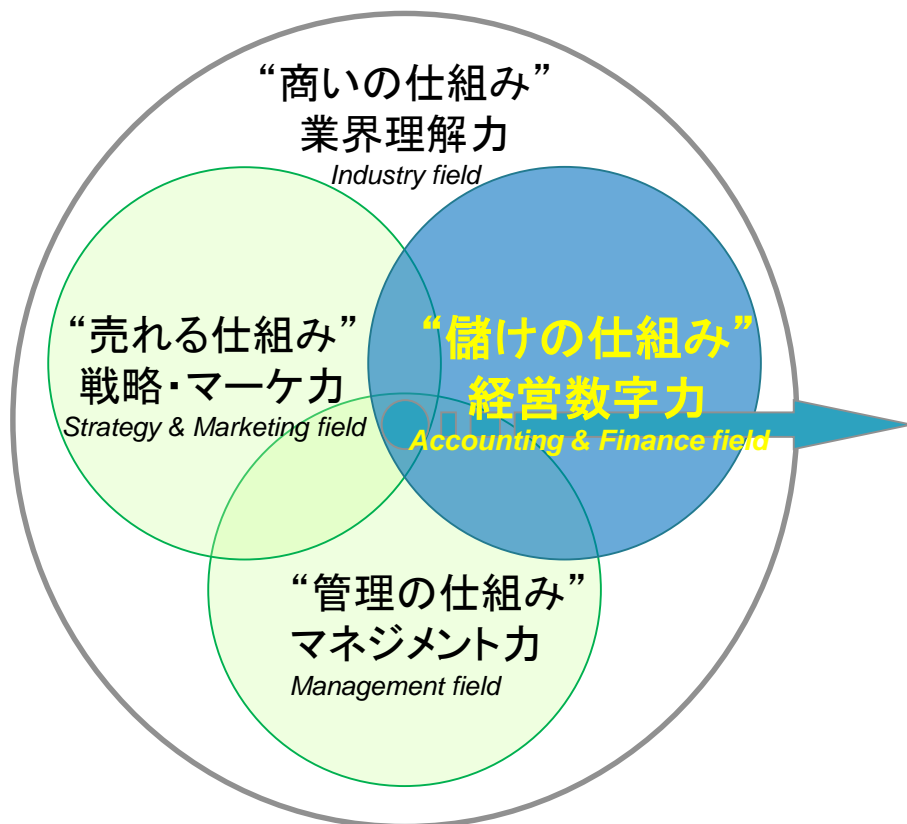 “商いの仕組み”
業界理解力
Industry field
“売れる仕組み”
戦略・マーケ力
Strategy & Marketing field
“儲けの仕組み”
経営数字力
Accounting & Finance field
“管理の仕組み”
マネジメント力
Management field